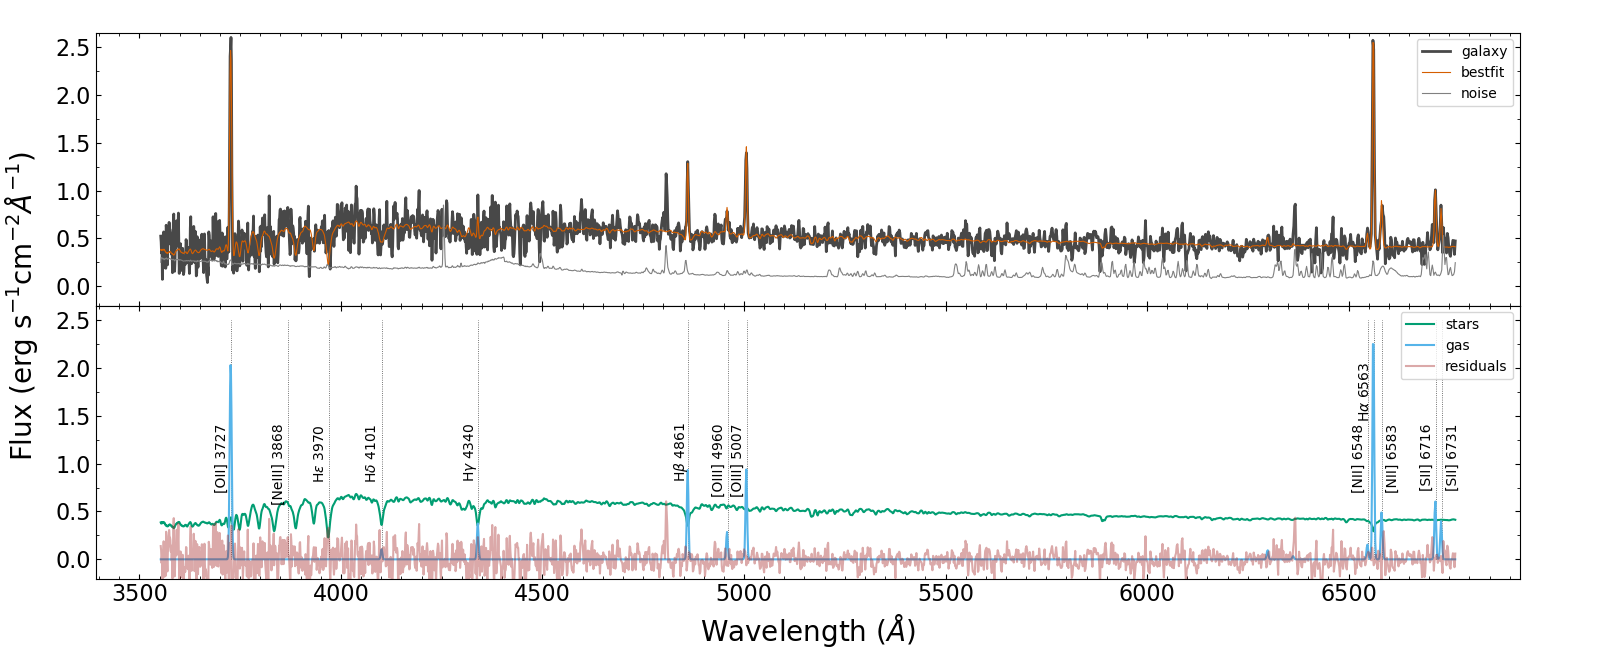 Flux (erg s⁻¹cm⁻²Å⁻¹)
2.5
2.0
1.5
1.0
0.5
0.0
galaxy
bestfit
noise
2.5
2.0
1.5
1.0
0.5
0.0
stars
gas
residuals
[OII] 3727
[NeIII] 3868
Hε 3970
Hδ 4101
Hγ 4340
Hβ 4861
[OIII] 4960
[OIII] 5007
[NII] 6548
Hα 6563
[NII] 6583
[SII] 6716
[SII] 6731
3500
4000
4500
5000
5500
6000
6500
Wavelength (Å)